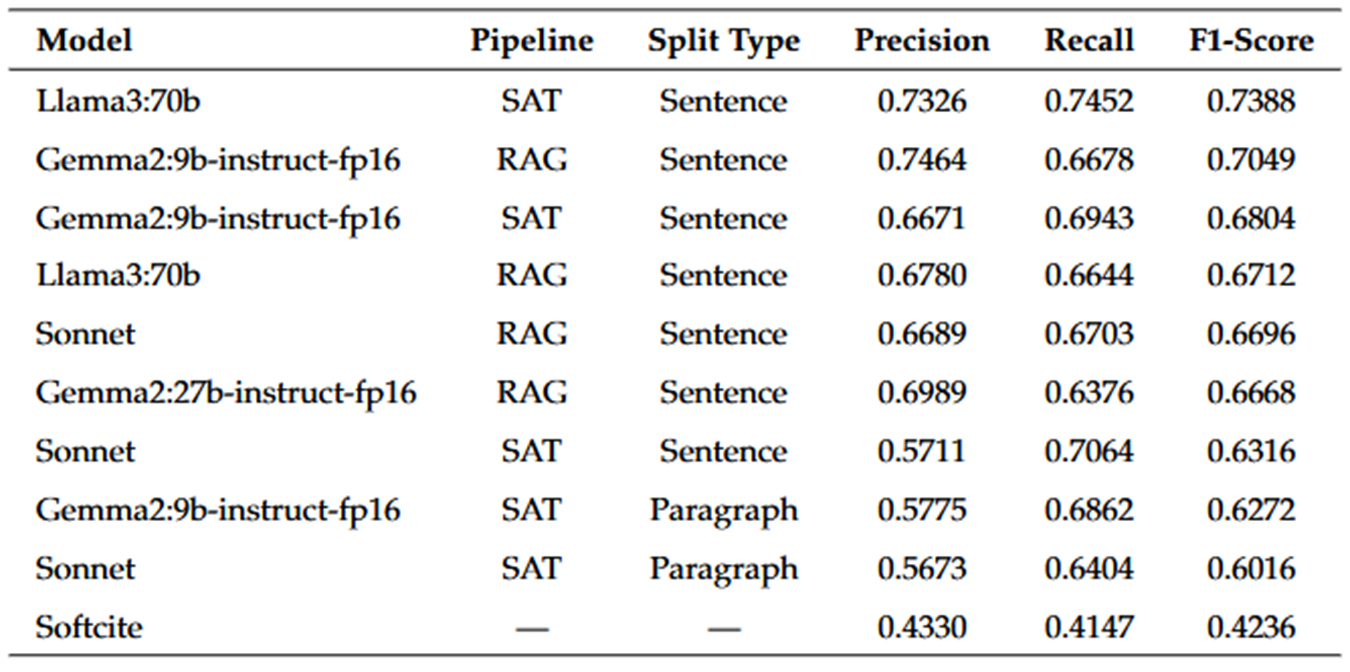 Model Pipeline Split Type Precision Recall F1-Score
Llama3:70b SAT Sentence 0.7326 0.7452 0.7388
Gemma2:9b-instruct-fp16 RAG Sentence 0.7464 0.6678 0.7049
Gemma2:9b-instruct-fp16 SAT Sentence 0.6671 0.6943 0.6804
Llama3:70b RAG Sentence 0.6780 0.6644 0.6712
Sonnet RAG Sentence 0.6689 0.6703 0.6696
Gemma2:27b-instruct-fp16 RAG Sentence 0.6989 0.6376 0.6668
Sonnet SAT Sentence 0.5711 0.7064 0.6316
Gemma2:9b-instruct-fp16 SAT Paragraph 0.5775 0.6862 0.6272
Sonnet SAT Paragraph 0.5673 0.6404 0.6016
Softcite — — 0.4330 0.4147 0.4236